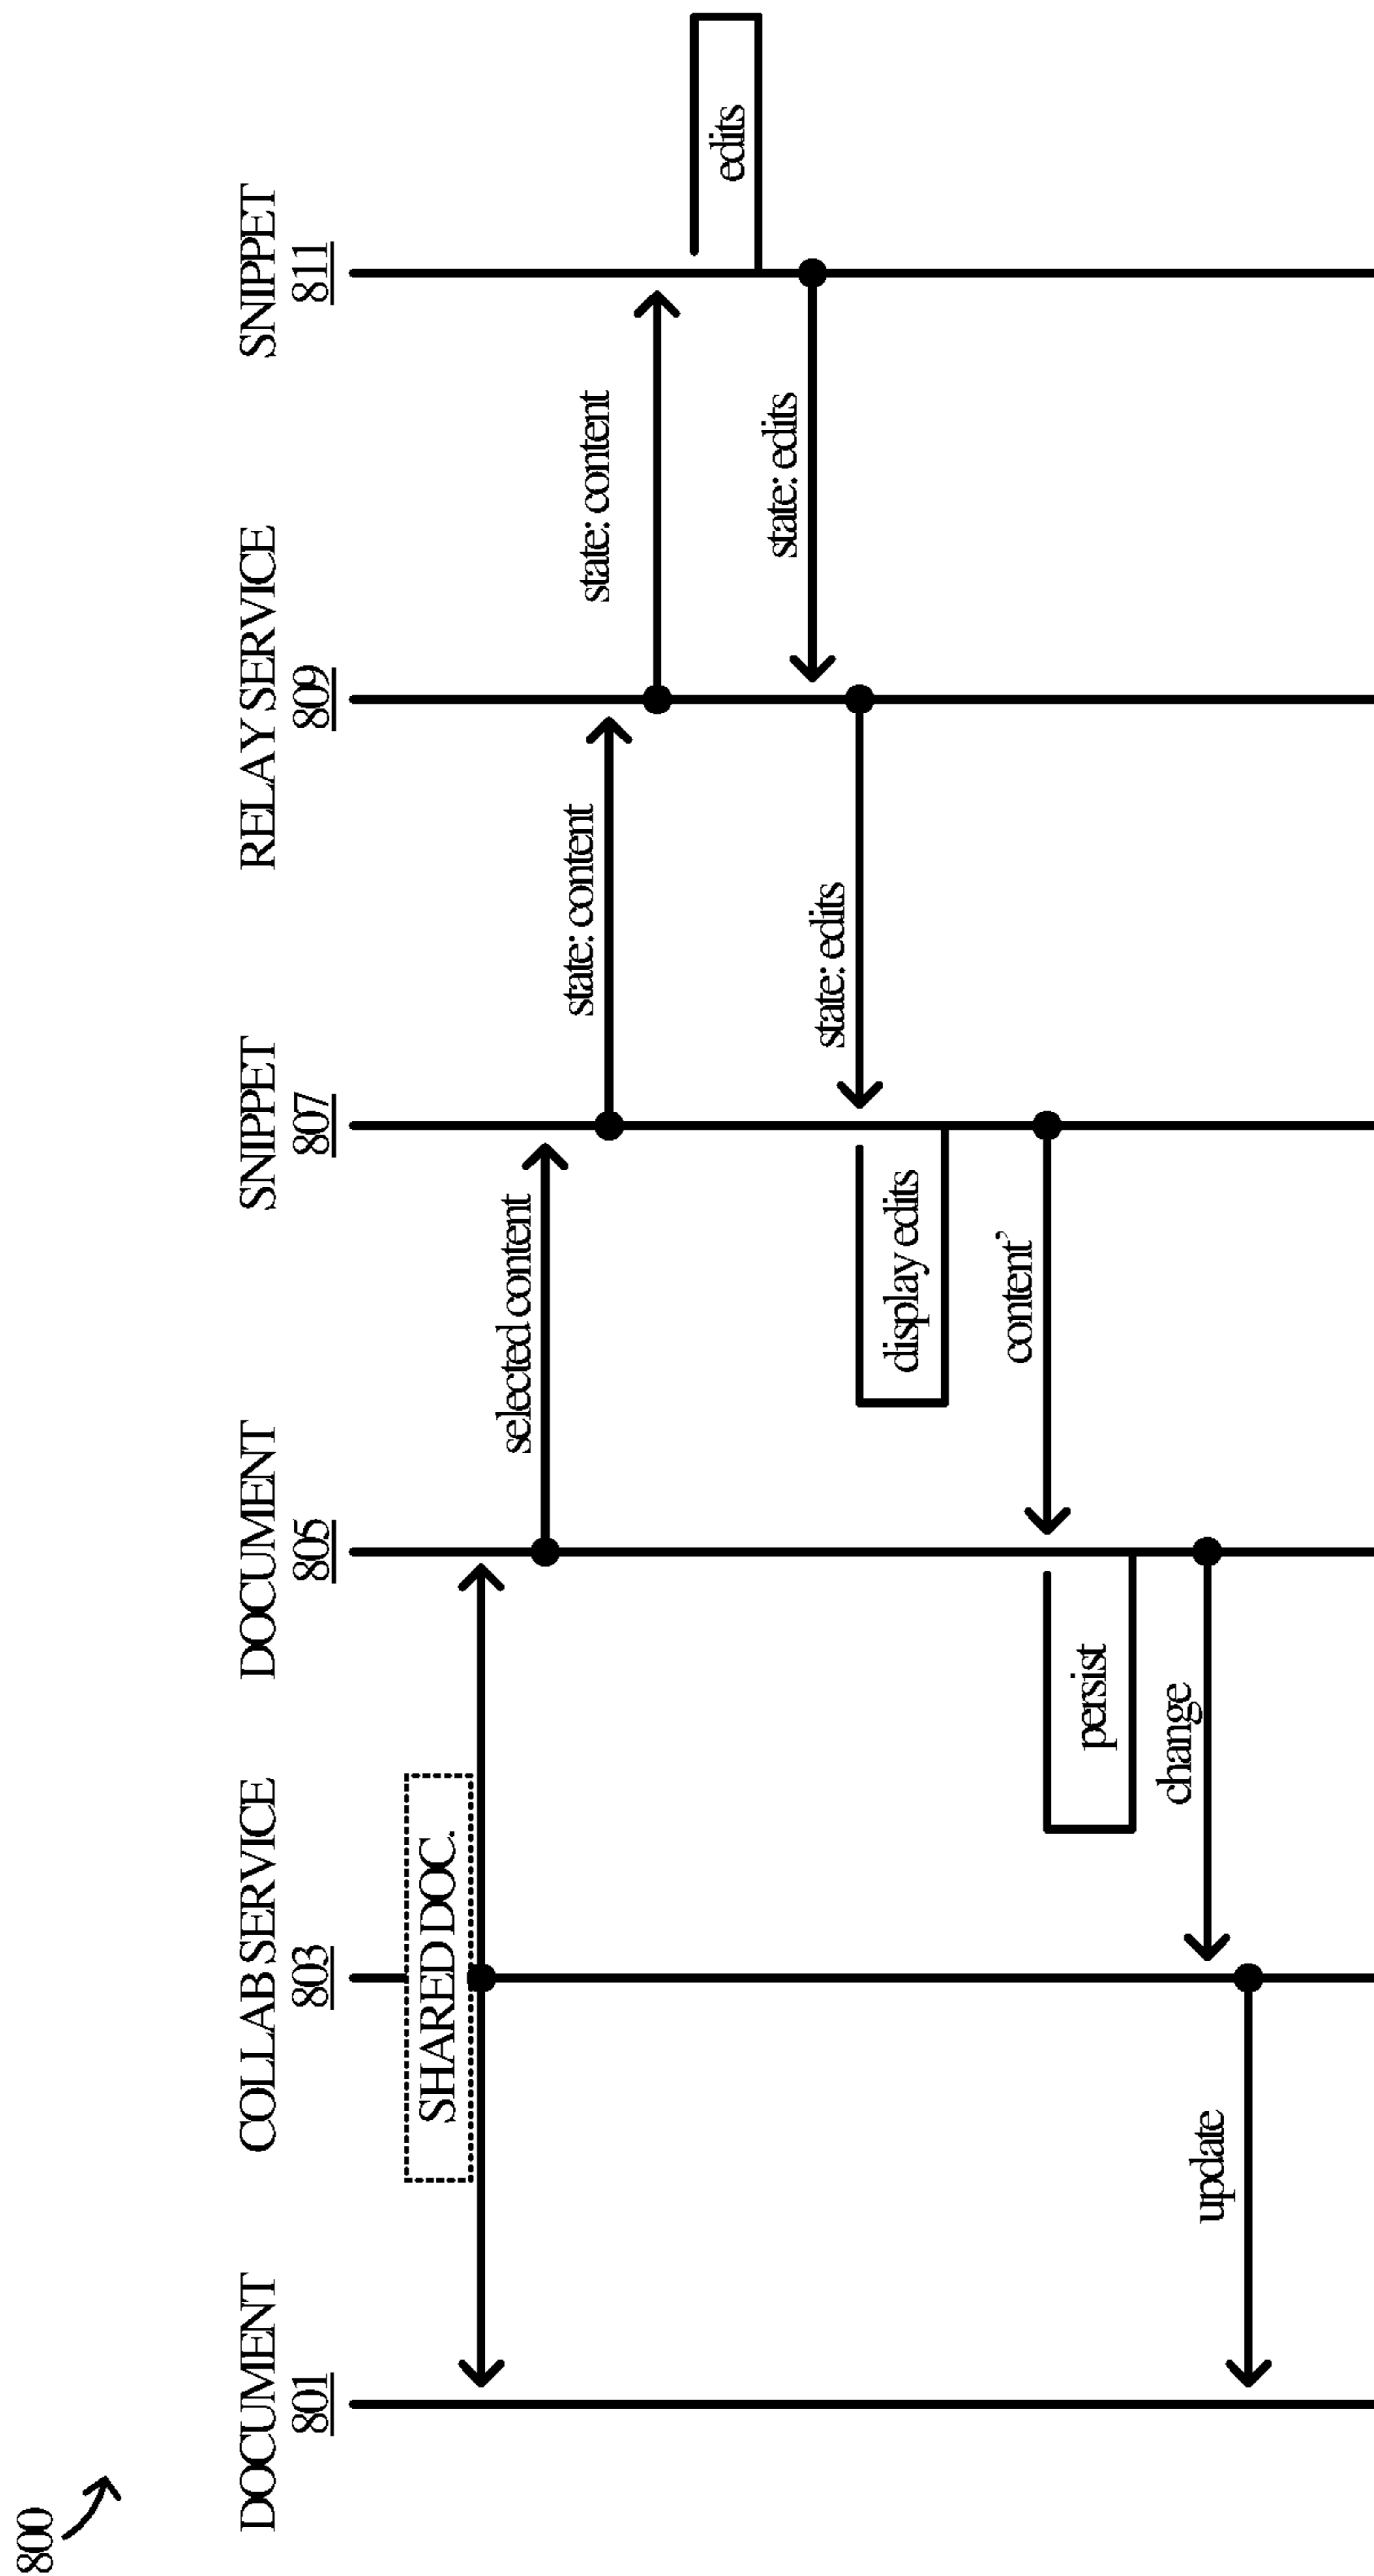 800
DOCUMENT
801
COLLAB SERVICE
803
DOCUMENT
805
SNIPPET
807
RELAY SERVICE
809
SNIPPET
811
SHARED DOC.
selected content
state: content
state: content
edits
state: edits
state: edits
display edits
content’
persist
change
update